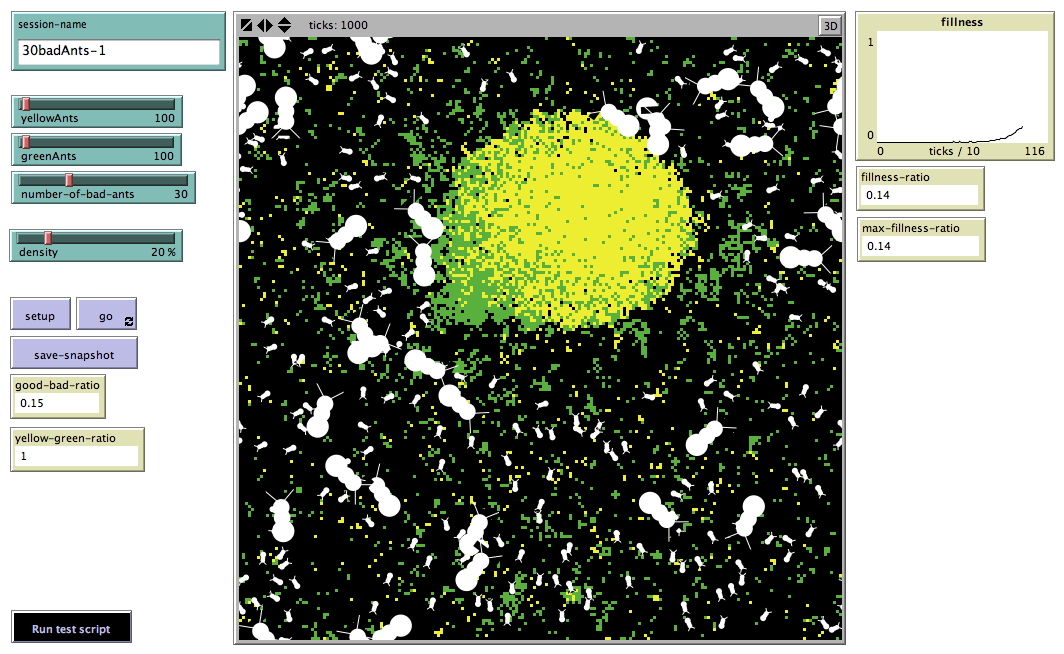 session-name
30badAnts-1
yellowAnts 100
greenAnts 100
number-of-bad-ants 30
density 20 %
setup
go
save-snapshot
good-bad-ratio
0.15
yellow-green-ratio
1
Run test script
ticks: 1000
3D
fillness
1
0
0 ticks / 10 116
fillness-ratio
0.14
max-fillness-ratio
0.14